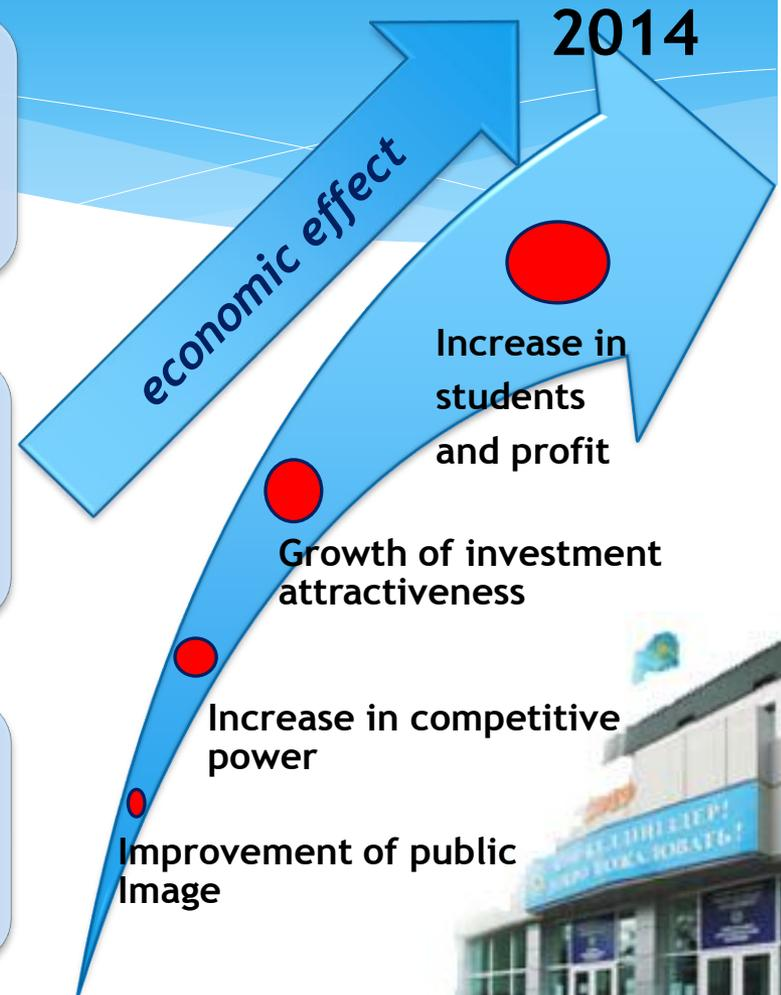 2014
economic effect
Increase in
students
and profit
Growth of investment
attractiveness
Increase in competitive
power
Improvement of public
Image
ПОЖАЛОВАТЬ!